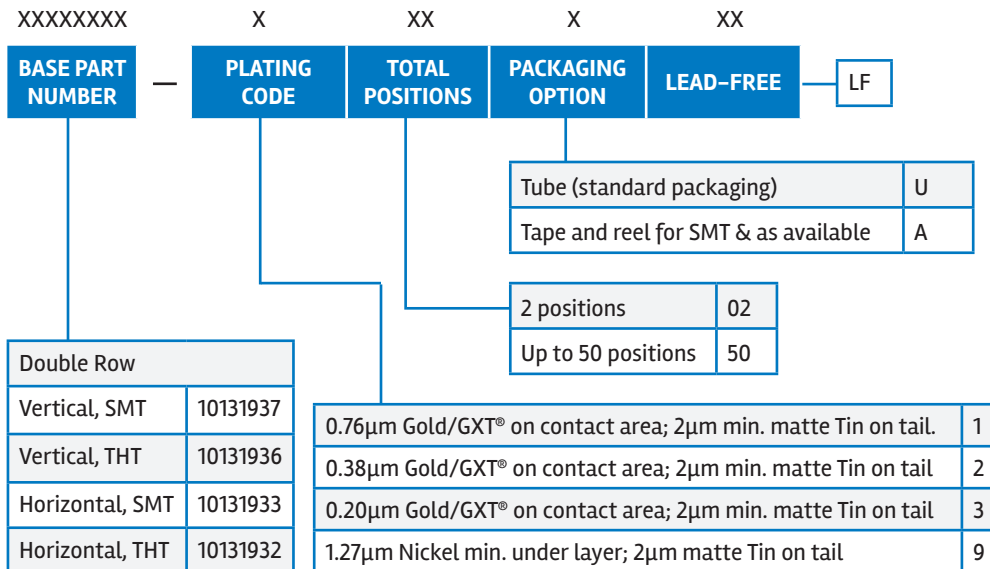 XXXXXXXX X XX X XX
BASE PART NUMBER — PLATING CODE TOTAL POSITIONS PACKAGING OPTION LEAD-FREE LF
Tube (standard packaging) U
Tape and reel for SMT & as available A
2 positions 02
Up to 50 positions 50
Double Row
Vertical, SMT 10131937
Vertical, THT 10131936
Horizontal, SMT 10131933
Horizontal, THT 10131932
0.76µm Gold/GXT® on contact area; 2µm min. matte Tin on tail. 1
0.38µm Gold/GXT® on contact area; 2µm min. matte Tin on tail 2
0.20µm Gold/GXT® on contact area; 2µm min. matte Tin on tail 3
1.27µm Nickel min. under layer; 2µm matte Tin on tail 9